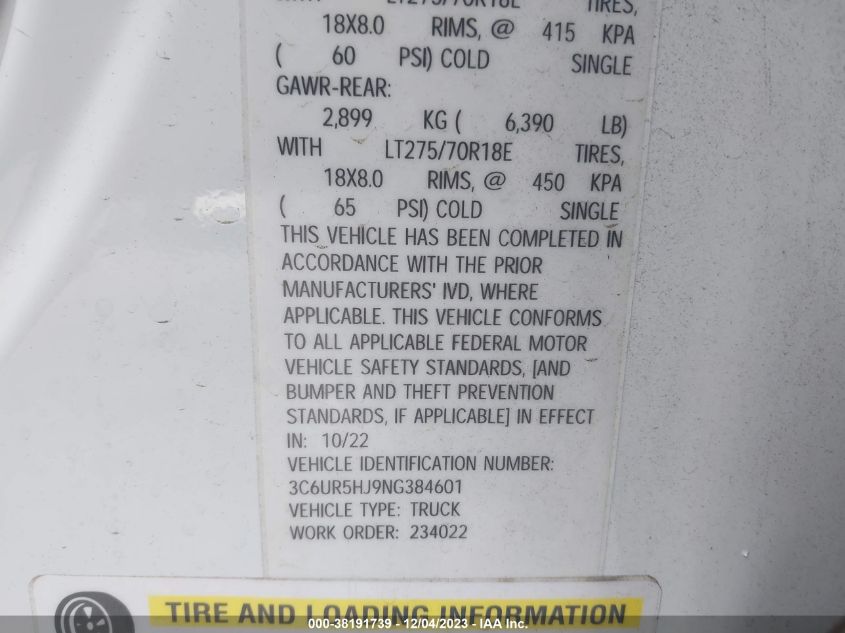 WITH LT275/70R18E TIRES,
18X8.0 RIMS, @ 415 KPA
( 60 PSI) COLD SINGLE
GAWR-REAR:
2,899 KG ( 6,390 LB)
WITH LT275/70R18E TIRES,
18X8.0 RIMS, @ 450 KPA
( 65 PSI) COLD SINGLE
THIS VEHICLE HAS BEEN COMPLETED IN
ACCORDANCE WITH THE PRIOR
MANUFACTURERS' IVD, WHERE
APPLICABLE. THIS VEHICLE CONFORMS
TO ALL APPLICABLE FEDERAL MOTOR
VEHICLE SAFETY STANDARDS, [AND
BUMPER AND THEFT PREVENTION
STANDARDS, IF APPLICABLE] IN EFFECT
IN: 10/22
VEHICLE IDENTIFICATION NUMBER:
3C6UR5HJ9NG384601
VEHICLE TYPE: TRUCK
WORK ORDER: 234022
TIRE AND LOADING INFORMATION
000-38191739 - 12/04/2023 - IAA Inc.